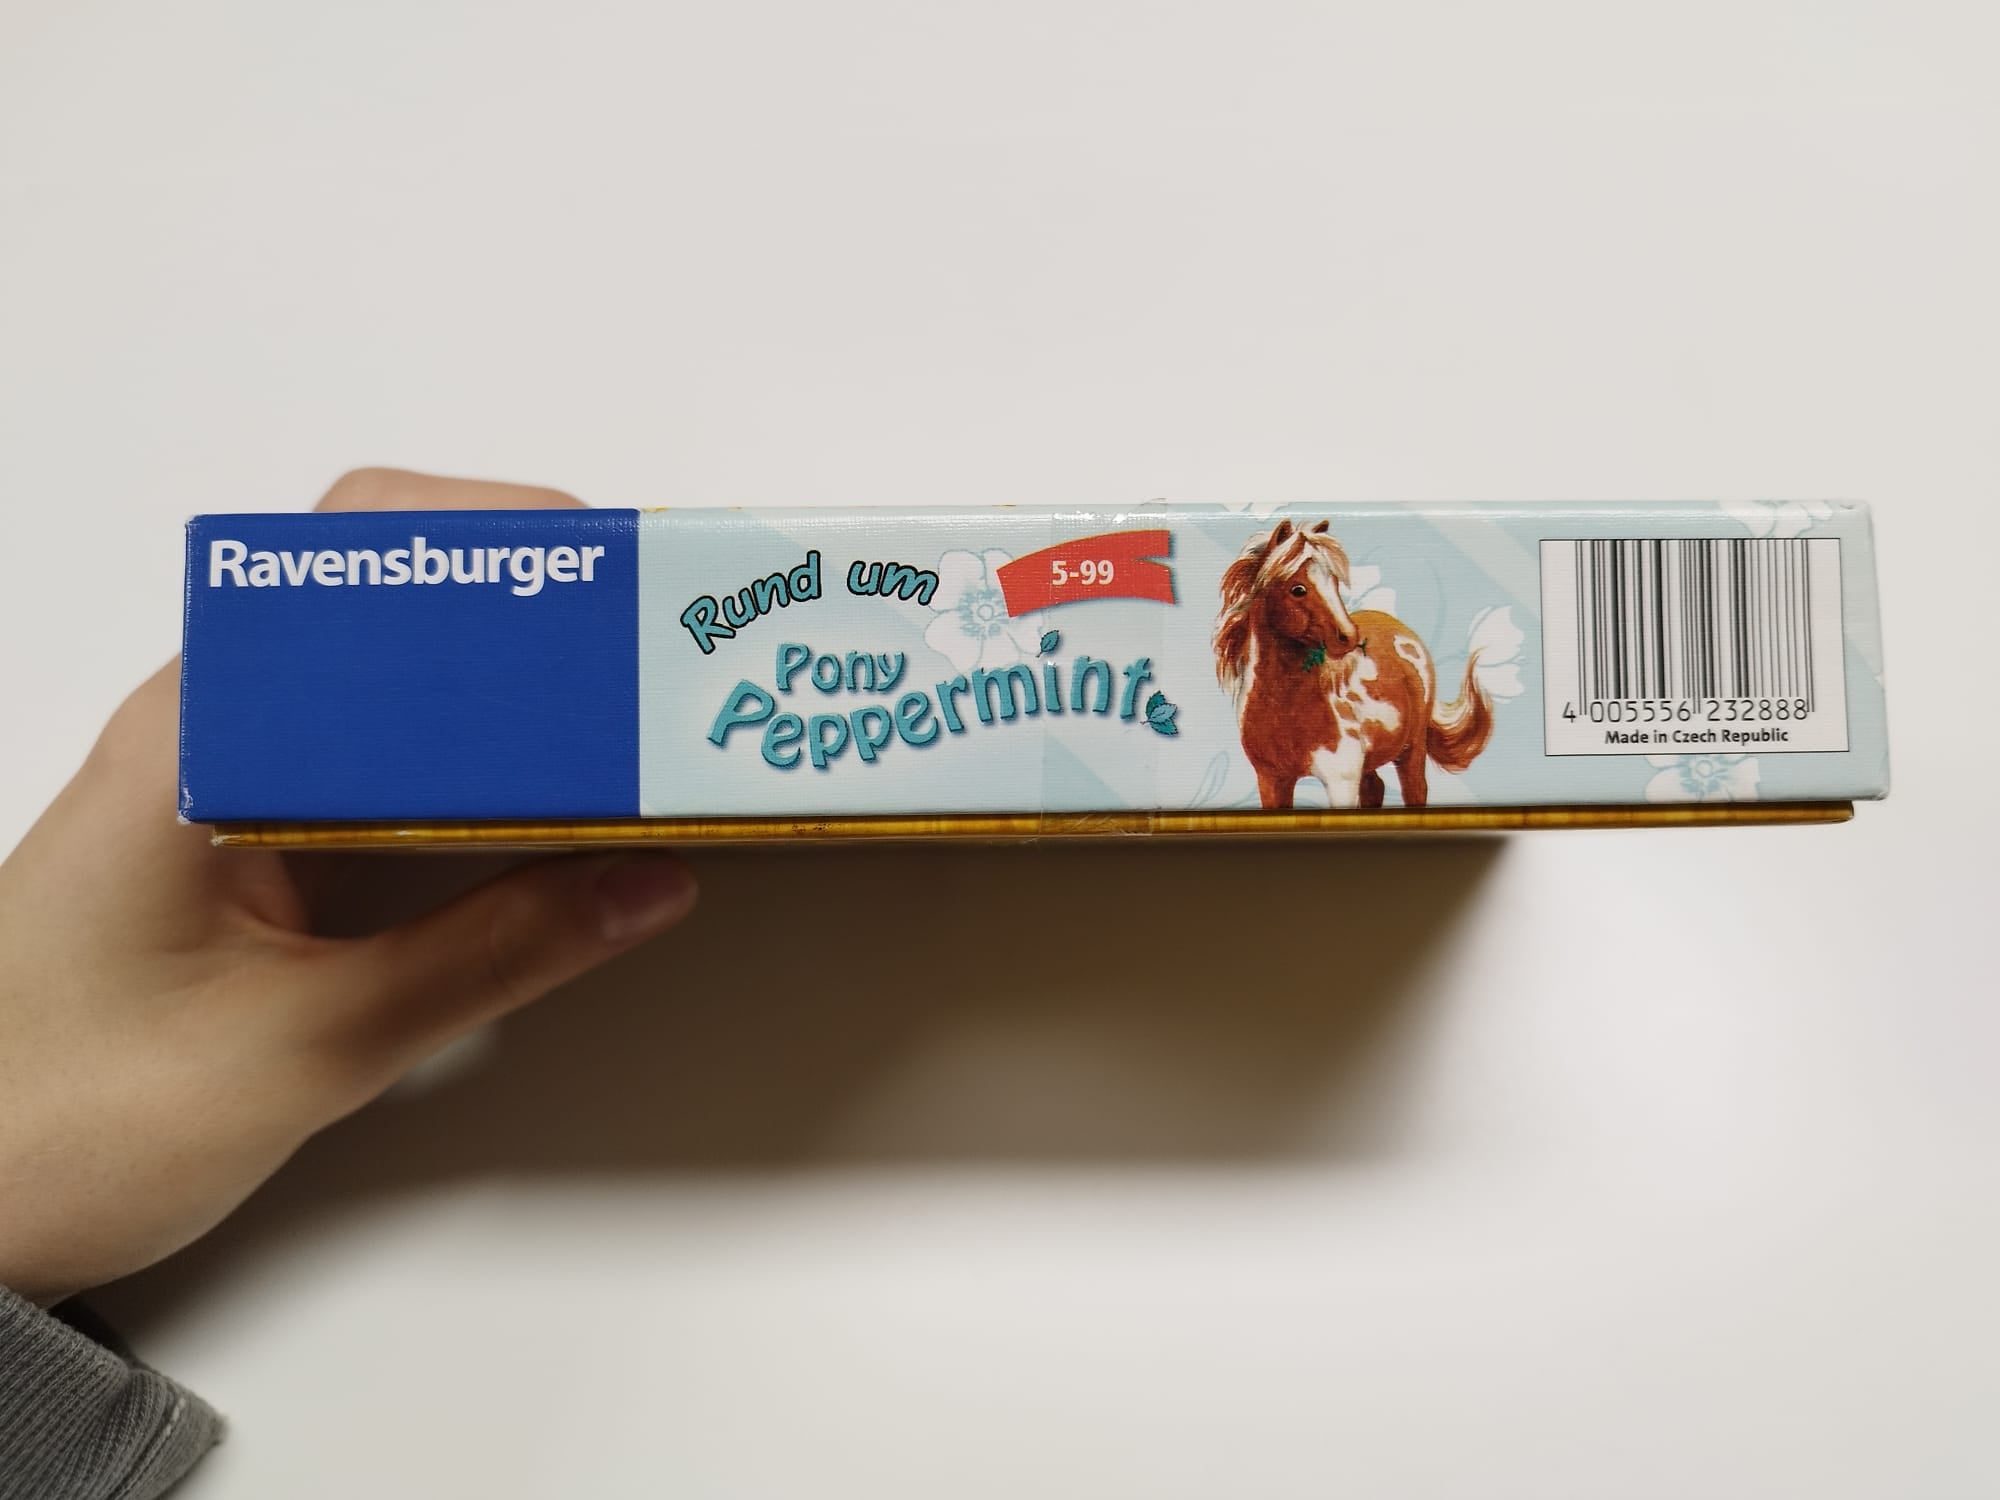 Ravensburger
Rund um
Pony
Peppermint
5-99
4 005556 232888
Made in Czech Republic